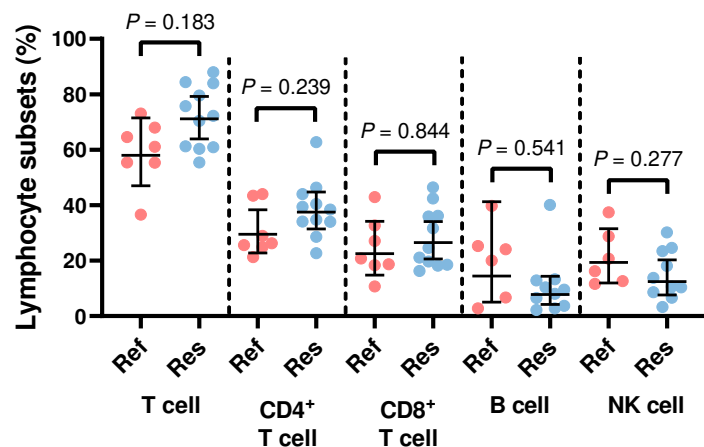 Lymphocyte subsets (%)
100
80
60
40
20
0
P = 0.183
P = 0.239
P = 0.844
P = 0.541
P = 0.277
Ref Res Ref Res Ref Res Ref Res Ref Res
T cell
CD4⁺
T cell
CD8⁺
T cell
B cell
NK cell